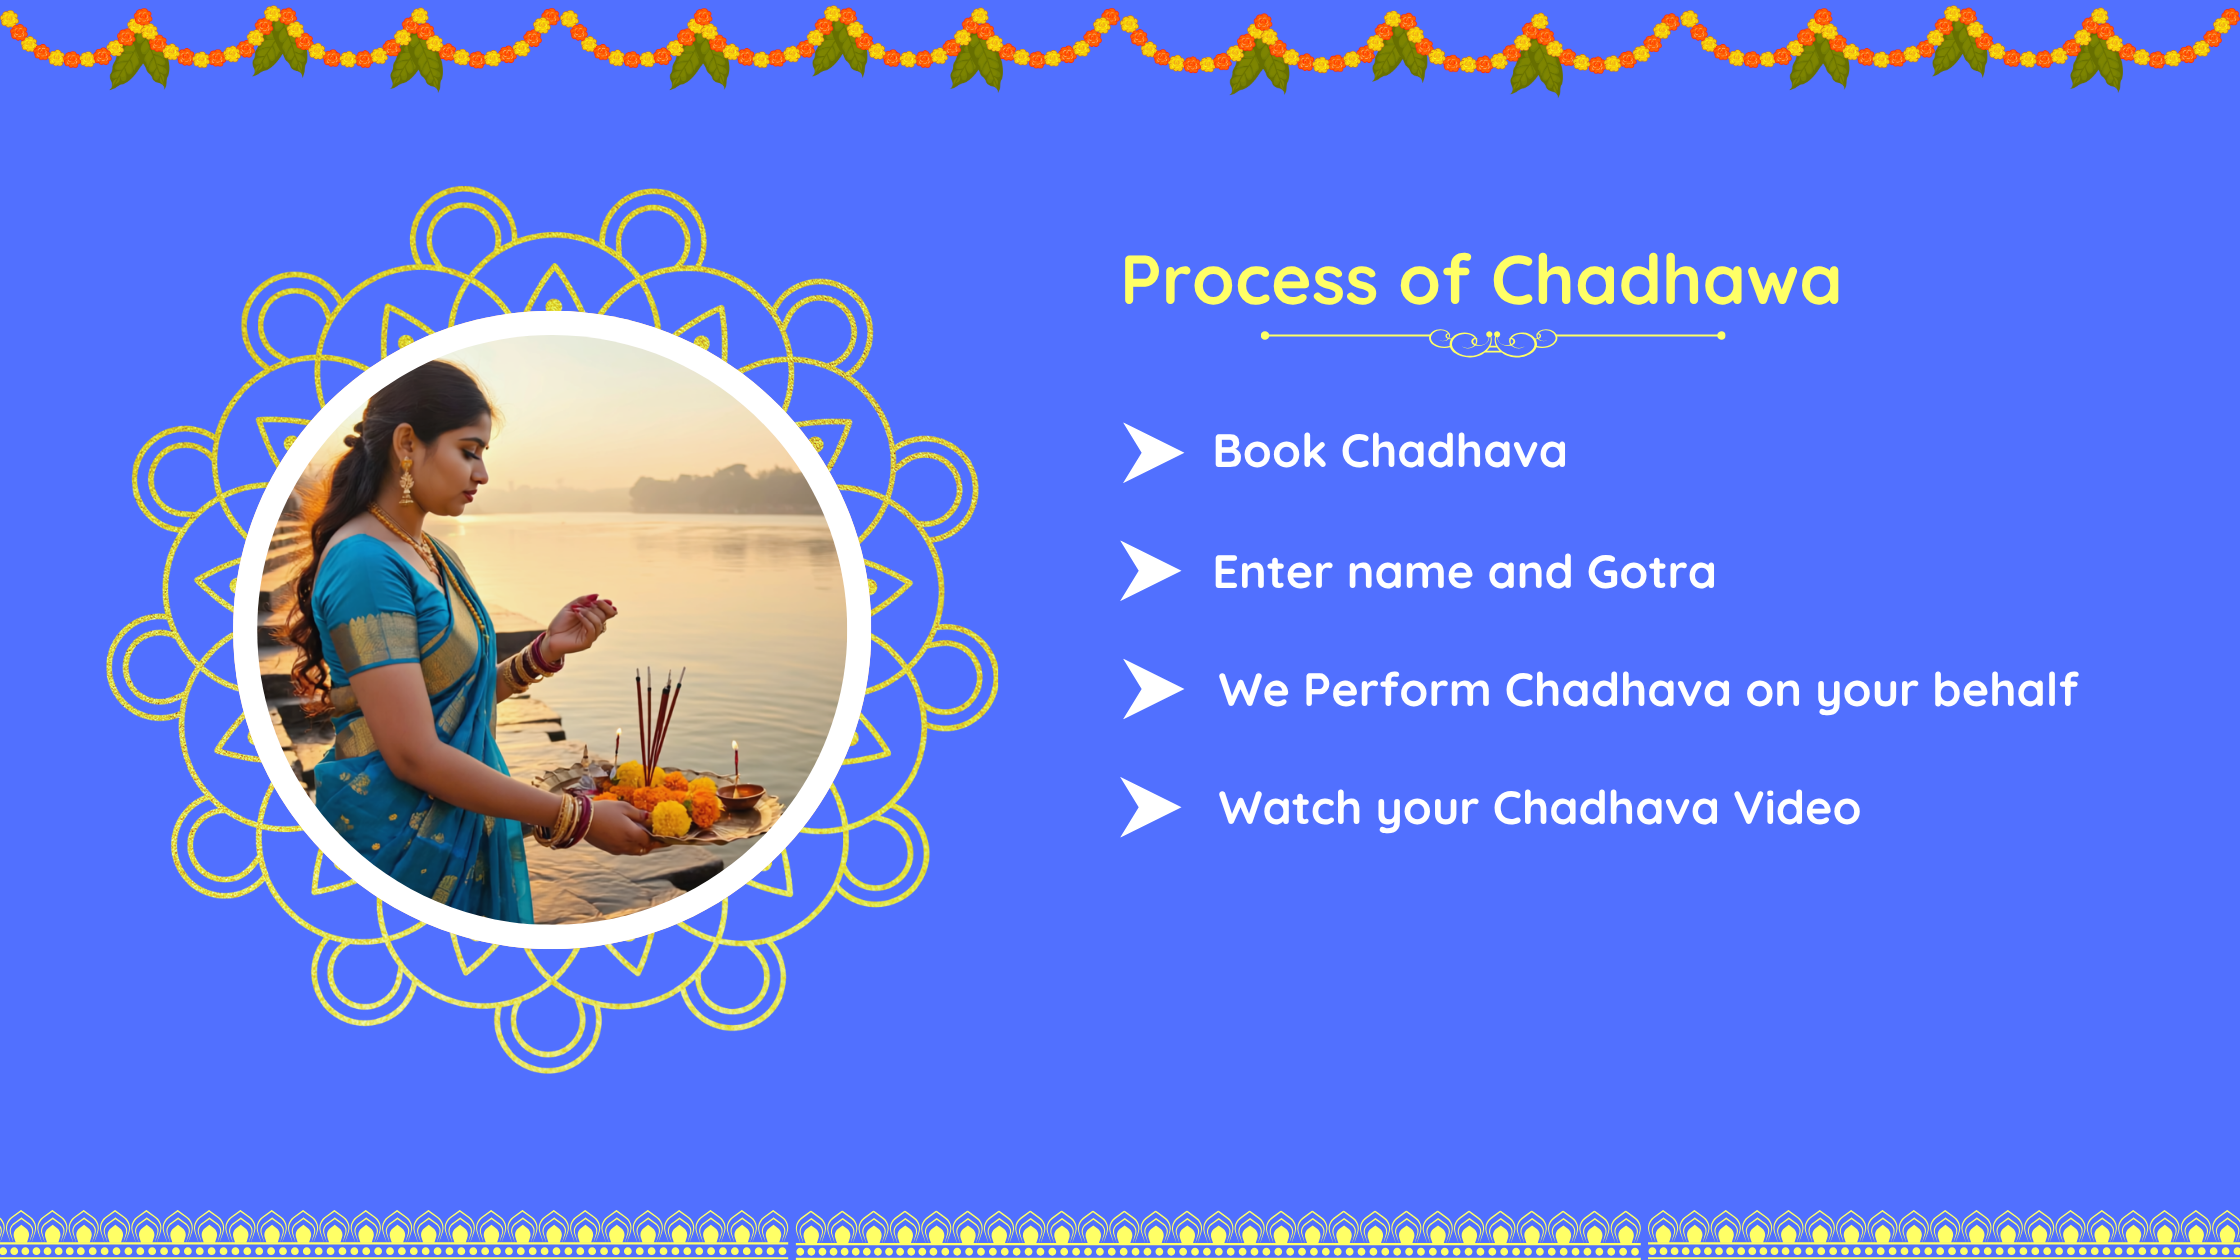 Process of Chadhawa
Book Chadhava
Enter name and Gotra
We Perform Chadhava on your behalf
Watch your Chadhava Video